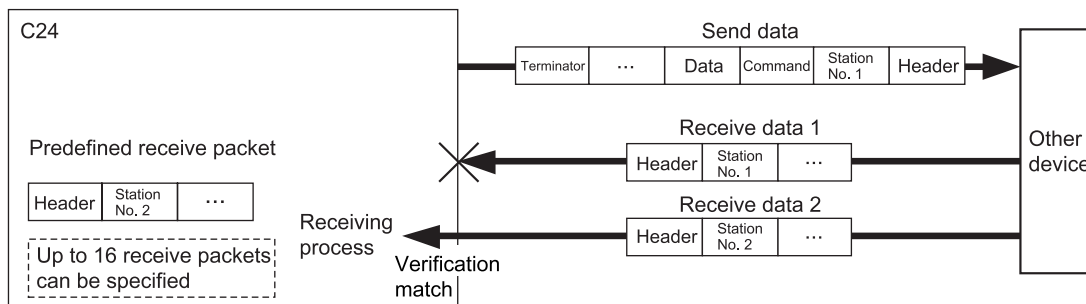 C24
Send data
Terminator
...
Data
Command
Station
No. 1
Header
Predefined receive packet
Header
Station
No. 2
...
Up to 16 receive packets
can be specified
Receive data 1
Header
Station
No. 1
...
Receive data 2
Header
Station
No. 2
...
Receiving
process
Verification
match
Other
device